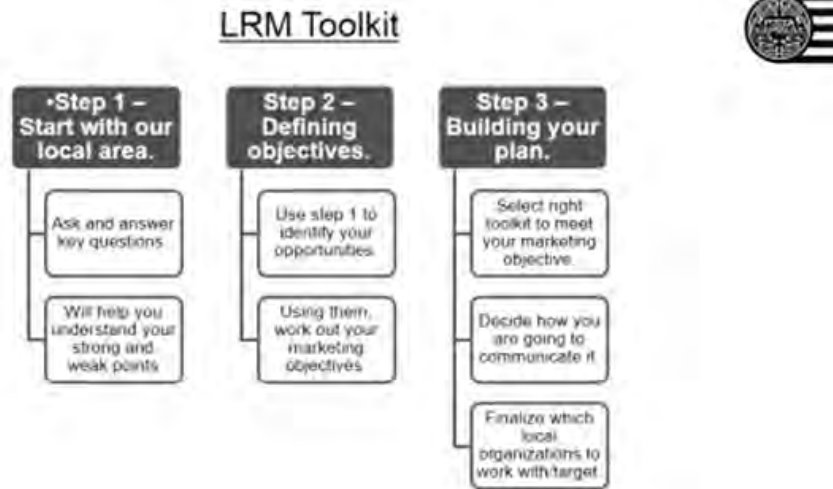 LRM Toolkit
•Step 1 –
Start with our
local area.
Ask and answer
key questions
Will help you
understand your
strong and
weak points
Step 2 –
Defining
objectives.
Use step 1 to
identify your
opportunities
Using them,
work out your
marketing
objectives
Step 3 –
Building your
plan.
Select right
toolkit to meet
your marketing
objective
Decide how you
are going to
communicate it
Finalize which
local
organizations to
work with/target